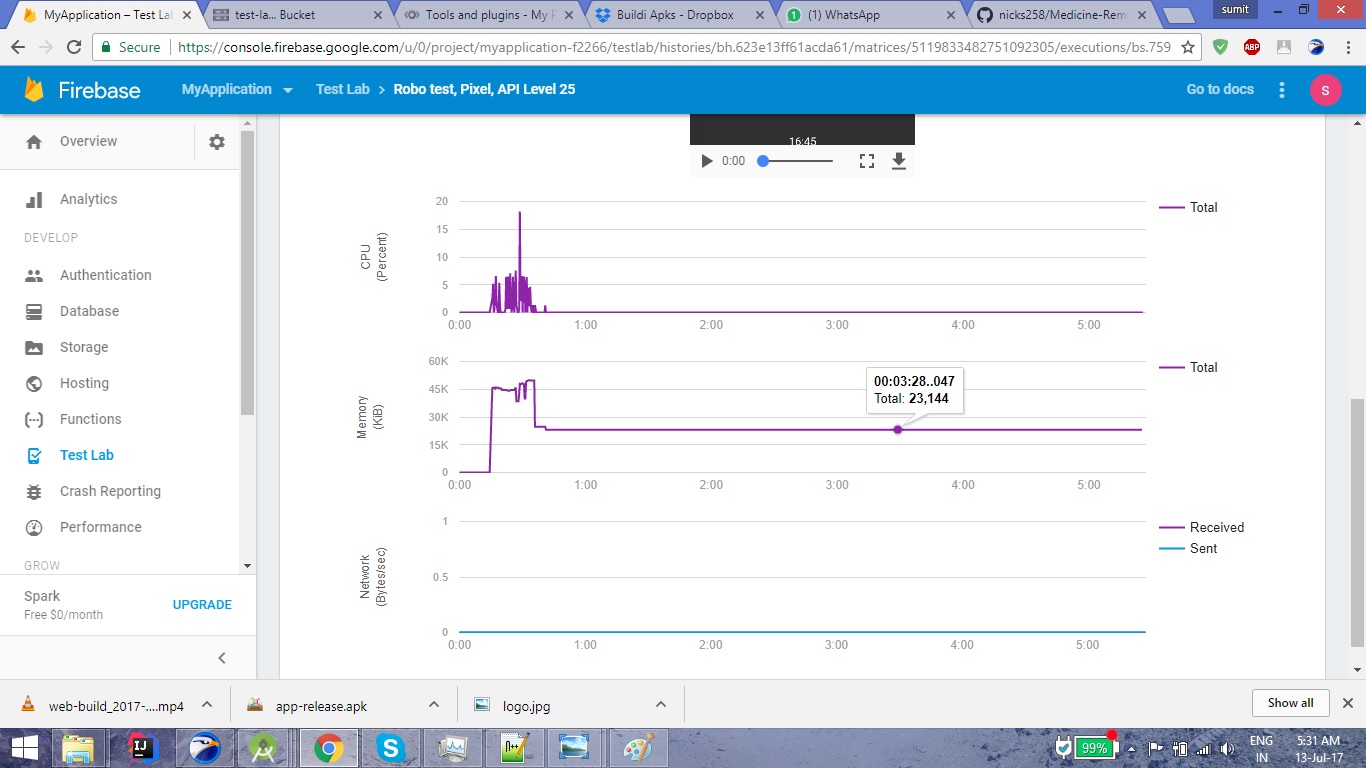 MyApplication – Test La
test-la... Bucket
Tools and plugins - My P
Buildi Apks - Dropbox
(1) WhatsApp
nicks258/Medicine-Rem
sumit
Secure
https://console.firebase.google.com/u/0/project/myapplication-f2266/testlab/histories/bh.623e13ff61acda61/matrices/5119833482751092305/executions/bs.759
ABP
Firebase
MyApplication
Test Lab > Robo test, Pixel, API Level 25
Go to docs
S
Overview
Analytics
DEVELOP
Authentication
Database
Storage
Hosting
Functions
Test Lab
Crash Reporting
Performance
GROW
Spark
Free $0/month
UPGRADE
16:45
0:00
CPU
(Percent)
20
15
10
5
0
0:00 1:00 2:00 3:00 4:00 5:00
Total
Memory
(KiB)
60K
45K
30K
15K
0
0:00 1:00 2:00 3:00 4:00 5:00
Total
00:03:28..047
Total: 23,144
Network
(Bytes/sec)
1
0.5
0
0:00 1:00 2:00 3:00 4:00 5:00
Received
Sent
web-build_2017-....mp4
app-release.apk
logo.jpg
Show all
IJ
S
N++
99%
ENG
IN
5:31 AM
13-Jul-17